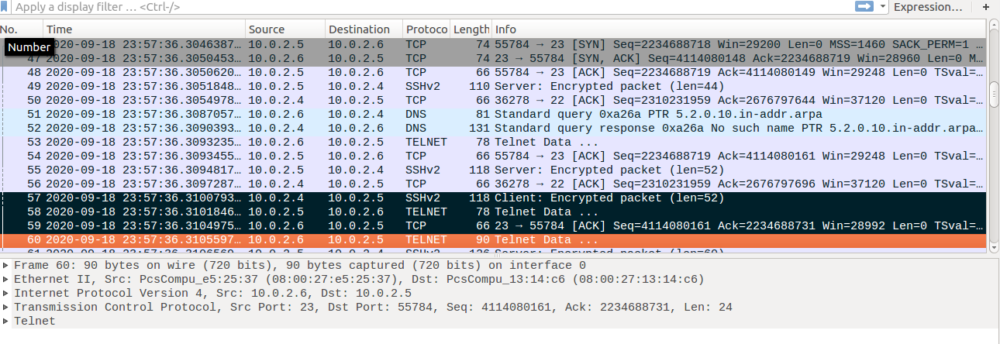 Apply a display filter … <Ctrl-/> Expression… +
No. Time Source Destination Protoco Length Info
Number 2020-09-18 23:57:36.3046387… 10.0.2.5 10.0.2.6 TCP 74 55784 → 23 [SYN] Seq=2234688718 Win=29200 Len=0 MSS=1460 SACK_PERM=1 …
47 2020-09-18 23:57:36.3050453… 10.0.2.6 10.0.2.5 TCP 74 23 → 55784 [SYN, ACK] Seq=4114080148 Ack=2234688719 Win=28960 Len=0 M…
48 2020-09-18 23:57:36.3050620… 10.0.2.5 10.0.2.6 TCP 66 55784 → 23 [ACK] Seq=2234688719 Ack=4114080149 Win=29248 Len=0 TSval=…
49 2020-09-18 23:57:36.3051848… 10.0.2.5 10.0.2.4 SSHv2 110 Server: Encrypted packet (len=44)
50 2020-09-18 23:57:36.3054978… 10.0.2.4 10.0.2.5 TCP 66 36278 → 22 [ACK] Seq=2310231959 Ack=2676797644 Win=37120 Len=0 TSval=…
51 2020-09-18 23:57:36.3087057… 10.0.2.6 10.0.2.4 DNS 81 Standard query 0xa26a PTR 5.2.0.10.in-addr.arpa
52 2020-09-18 23:57:36.3090393… 10.0.2.4 10.0.2.6 DNS 131 Standard query response 0xa26a No such name PTR 5.2.0.10.in-addr.arpa…
53 2020-09-18 23:57:36.3093235… 10.0.2.6 10.0.2.5 TELNET 78 Telnet Data ...
54 2020-09-18 23:57:36.3093455… 10.0.2.5 10.0.2.6 TCP 66 55784 → 23 [ACK] Seq=2234688719 Ack=4114080161 Win=29248 Len=0 TSval=…
55 2020-09-18 23:57:36.3094817… 10.0.2.5 10.0.2.4 SSHv2 118 Server: Encrypted packet (len=52)
56 2020-09-18 23:57:36.3097287… 10.0.2.4 10.0.2.5 TCP 66 36278 → 22 [ACK] Seq=2310231959 Ack=2676797696 Win=37120 Len=0 TSval=…
57 2020-09-18 23:57:36.3100793… 10.0.2.4 10.0.2.5 SSHv2 118 Client: Encrypted packet (len=52)
58 2020-09-18 23:57:36.3101846… 10.0.2.5 10.0.2.6 TELNET 78 Telnet Data ...
59 2020-09-18 23:57:36.3104975… 10.0.2.6 10.0.2.5 TCP 66 23 → 55784 [ACK] Seq=4114080161 Ack=2234688731 Win=28992 Len=0 TSval=…
60 2020-09-18 23:57:36.3105597… 10.0.2.6 10.0.2.5 TELNET 90 Telnet Data ...
Frame 60: 90 bytes on wire (720 bits), 90 bytes captured (720 bits) on interface 0
Ethernet II, Src: PcsCompu_e5:25:37 (08:00:27:e5:25:37), Dst: PcsCompu_13:14:c6 (08:00:27:13:14:c6)
Internet Protocol Version 4, Src: 10.0.2.6, Dst: 10.0.2.5
Transmission Control Protocol, Src Port: 23, Dst Port: 55784, Seq: 4114080161, Ack: 2234688731, Len: 24
Telnet